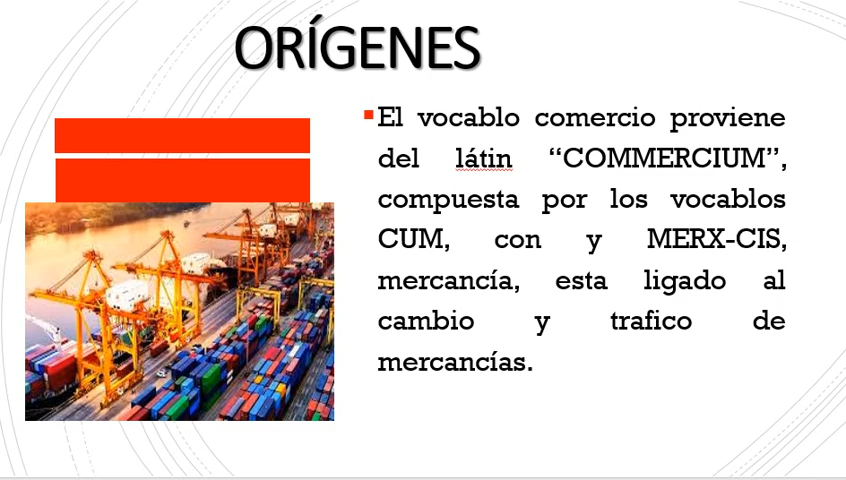 ORÍGENES
El vocablo comercio proviene
del látin “COMMERCIUM”,
compuesta por los vocablos
CUM, con y MERX-CIS,
mercancía, esta ligado al
cambio y trafico de
mercancías.